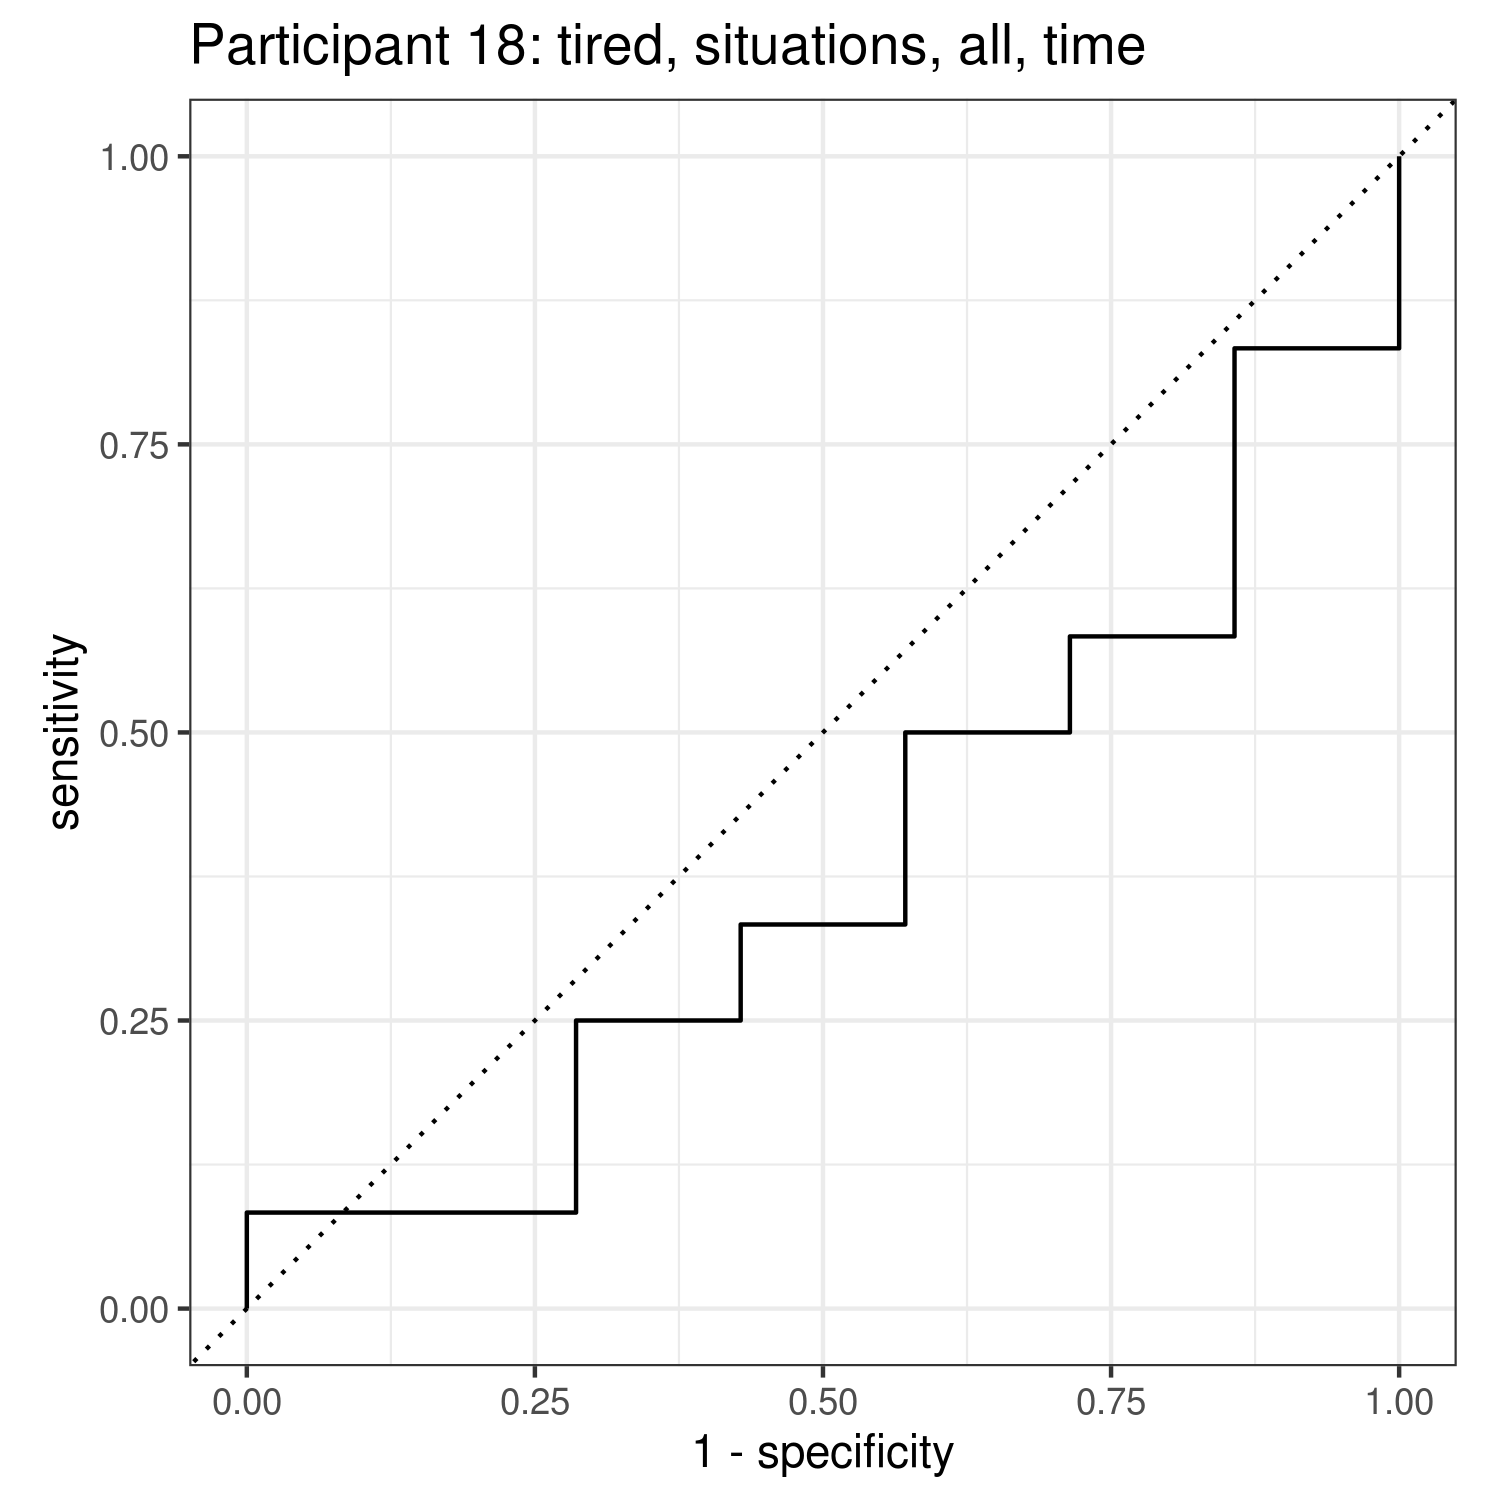 Participant 18: tired, situations, all, time
1.00
0.75
0.50
0.25
0.00
sensitivity
0.00 0.25 0.50 0.75 1.00
1 - specificity